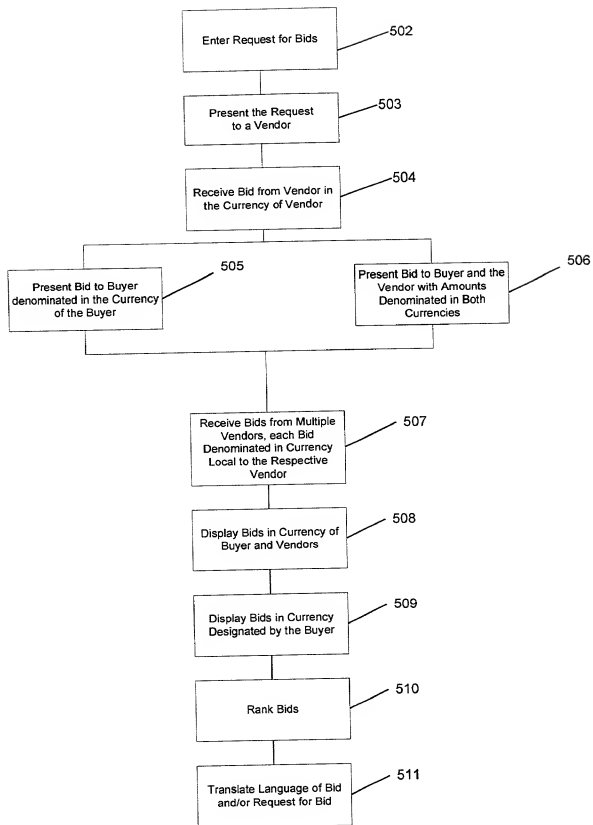 Enter Request for Bids
502
Present the Request
to a Vendor
503
Receive Bid from Vendor in
the Currency of Vendor
504
Present Bid to Buyer
denominated in the Currency
of the Buyer
505
Present Bid to Buyer and the
Vendor with Amounts
Denominated in Both
Currencies
506
Receive Bids from Multiple
Vendors, each Bid
Denominated in Currency
Local to the Respective
Vendor
507
Display Bids in Currency of
Buyer and Vendors
508
Display Bids in Currency
Designated by the Buyer
509
Rank Bids
510
Translate Language of Bid
and/or Request for Bid
511